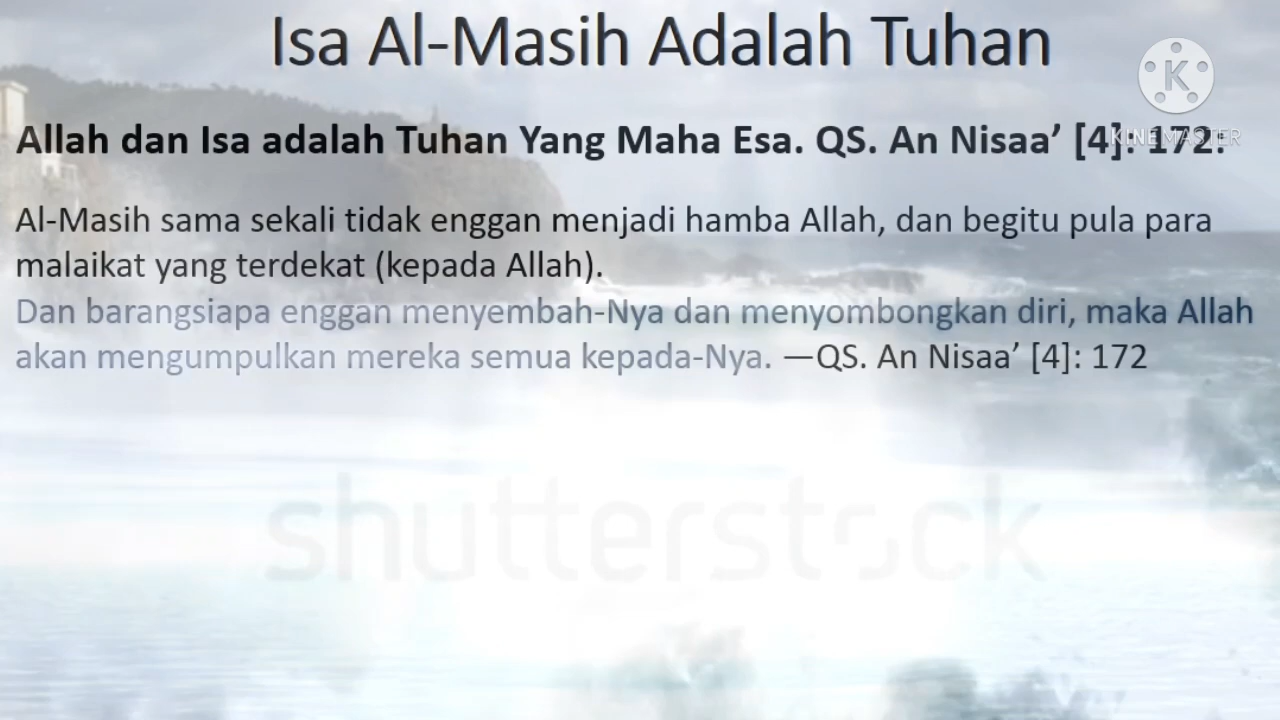 Isa Al-Masih Adalah Tuhan
Allah dan Isa adalah Tuhan Yang Maha Esa. QS. An Nisaa’ [4]: 172:
KINEMASTER
Al-Masih sama sekali tidak enggan menjadi hamba Allah, dan begitu pula para
malaikat yang terdekat (kepada Allah).
Dan barangsiapa enggan menyembah-Nya dan menyombongkan diri, maka Allah
akan mengumpulkan mereka semua kepada-Nya. —QS. An Nisaa’ [4]: 172
shutterstock